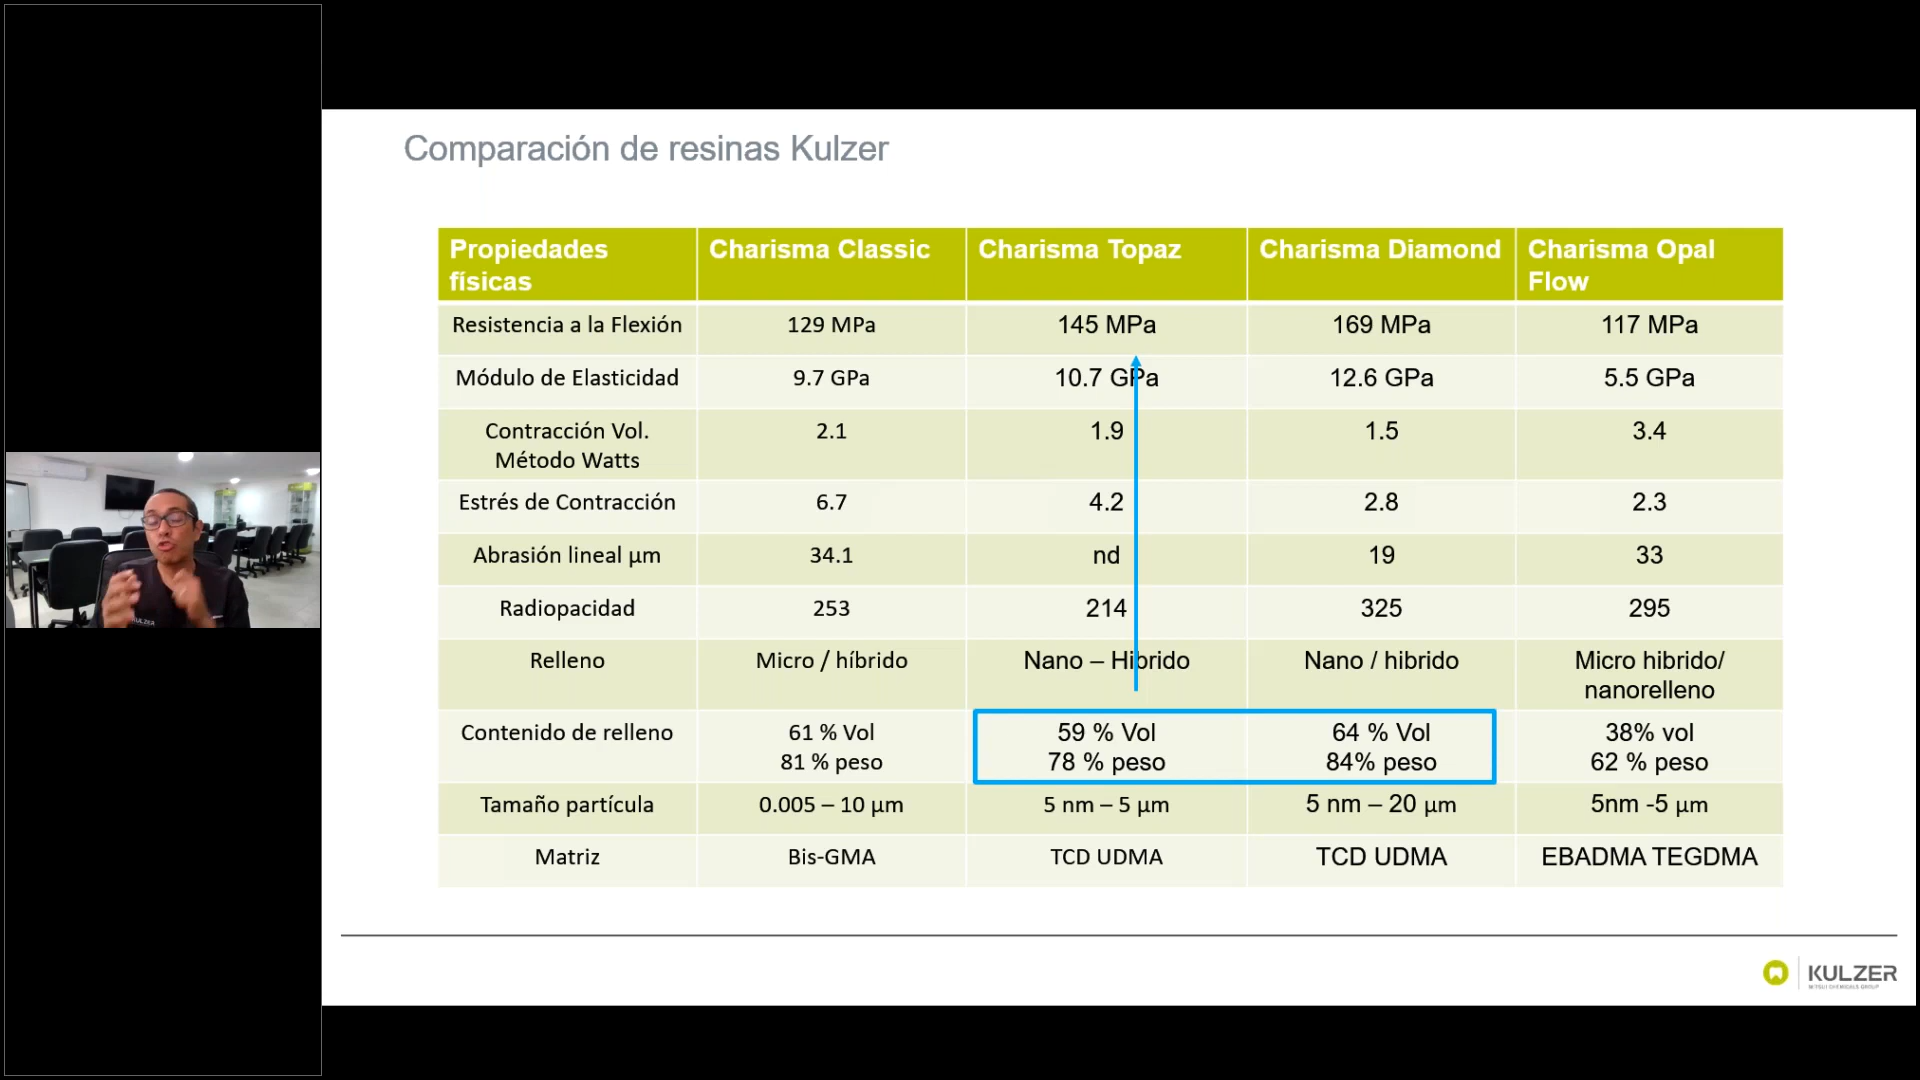 Comparación de resinas Kulzer
Propiedades físicas Charisma Classic Charisma Topaz Charisma Diamond Charisma Opal Flow
Resistencia a la Flexión 129 MPa 145 MPa 169 MPa 117 MPa
Módulo de Elasticidad 9.7 GPa 10.7 GPa 12.6 GPa 5.5 GPa
Contracción Vol. Método Watts 2.1 1.9 1.5 3.4
Estrés de Contracción 6.7 4.2 2.8 2.3
Abrasión lineal µm 34.1 nd 19 33
Radiopacidad 253 214 325 295
Relleno Micro / híbrido Nano – Hibrido Nano / hibrido Micro hibrido/ nanorelleno
Contenido de relleno 61 % Vol 81 % peso 59 % Vol 78 % peso 64 % Vol 84% peso 38% vol 62 % peso
Tamaño partícula 0.005 – 10 µm 5 nm – 5 µm 5 nm – 20 µm 5nm -5 µm
Matriz Bis-GMA TCD UDMA TCD UDMA EBADMA TEGDMA
KULZER
MITSUI CHEMICALS GROUP
KULZER